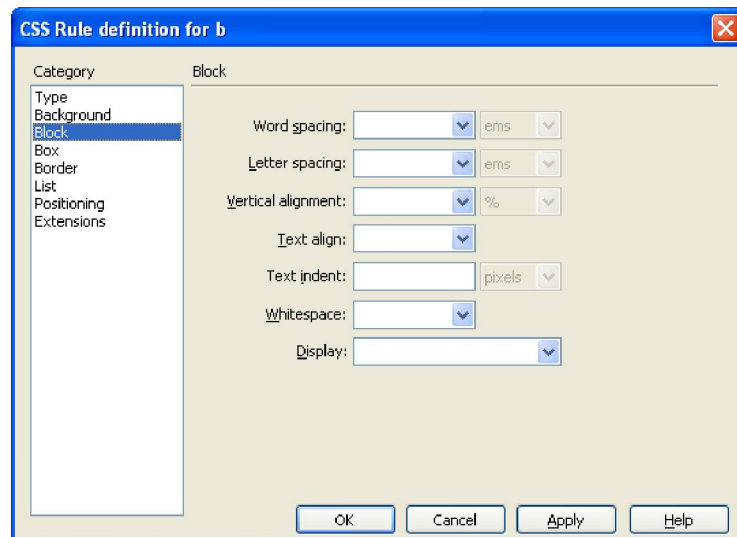 CSS Rule definition for b
Category
Block
Type
Background
Block
Box
Border
List
Positioning
Extensions
Word spacing: ems
Letter spacing: ems
Vertical alignment: %
Text align:
Text indent: pixels
Whitespace:
Display:
OK Cancel Apply Help